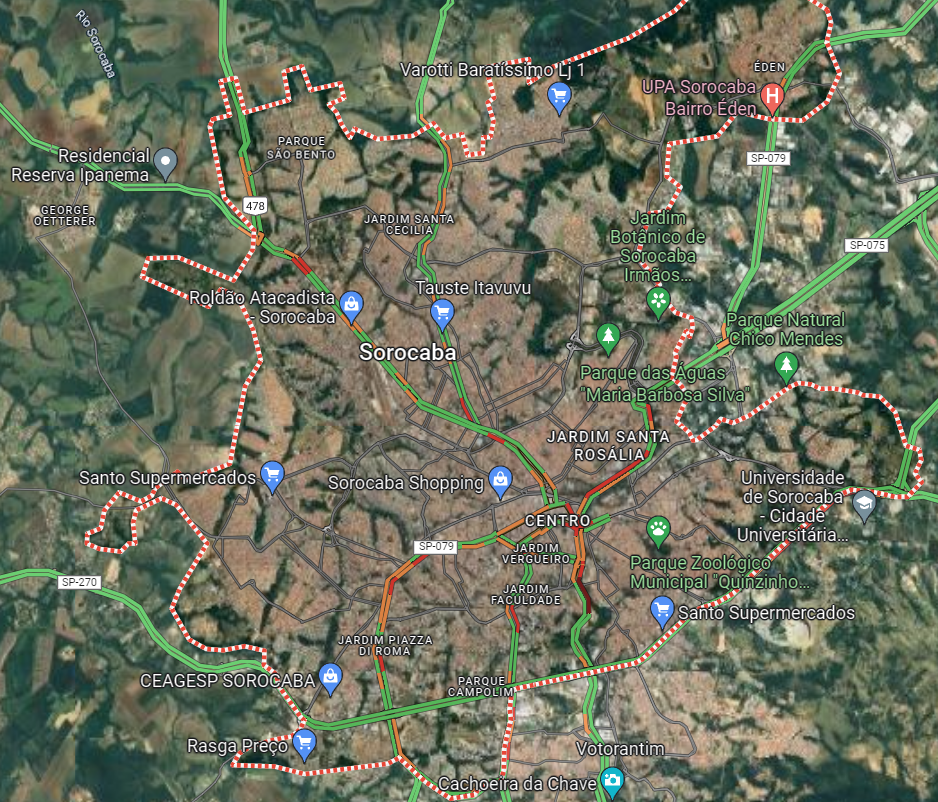 Rio Sorocaba
Varotti Baratíssimo Lj 1
ÉDEN
UPA Sorocaba
Bairro Éden
PARQUE
SÃO BENTO
Residencial
Reserva Ipanema
SP-079
GEORGE
OETTERER
478
JARDIM SANTA
CECILIA
Jardim
Botânico de
Sorocaba
Irmãos...
SP-075
Roldão Atacadista
- Sorocaba
Tauste Itavuvu
Parque Natural
Chico Mendes
Sorocaba
Parque das Águas
"Maria Barbosa Silva"
JARDIM SANTA
ROSÁLIA
Santo Supermercados
Sorocaba Shopping
Universidade
de Sorocaba
- Cidade
Universitária...
CENTRO
SP-079
JARDIM
VERGUEIRO
Parque Zoológico
Municipal "Quinzinho...
SP-270
JARDIM
FACULDADE
Santo Supermercados
JARDIM PIAZZA
DI ROMA
CEAGESP SOROCABA
PARQUE
CAMPOLIM
Rasga Preço
Votorantim
Cachoeira da Chave